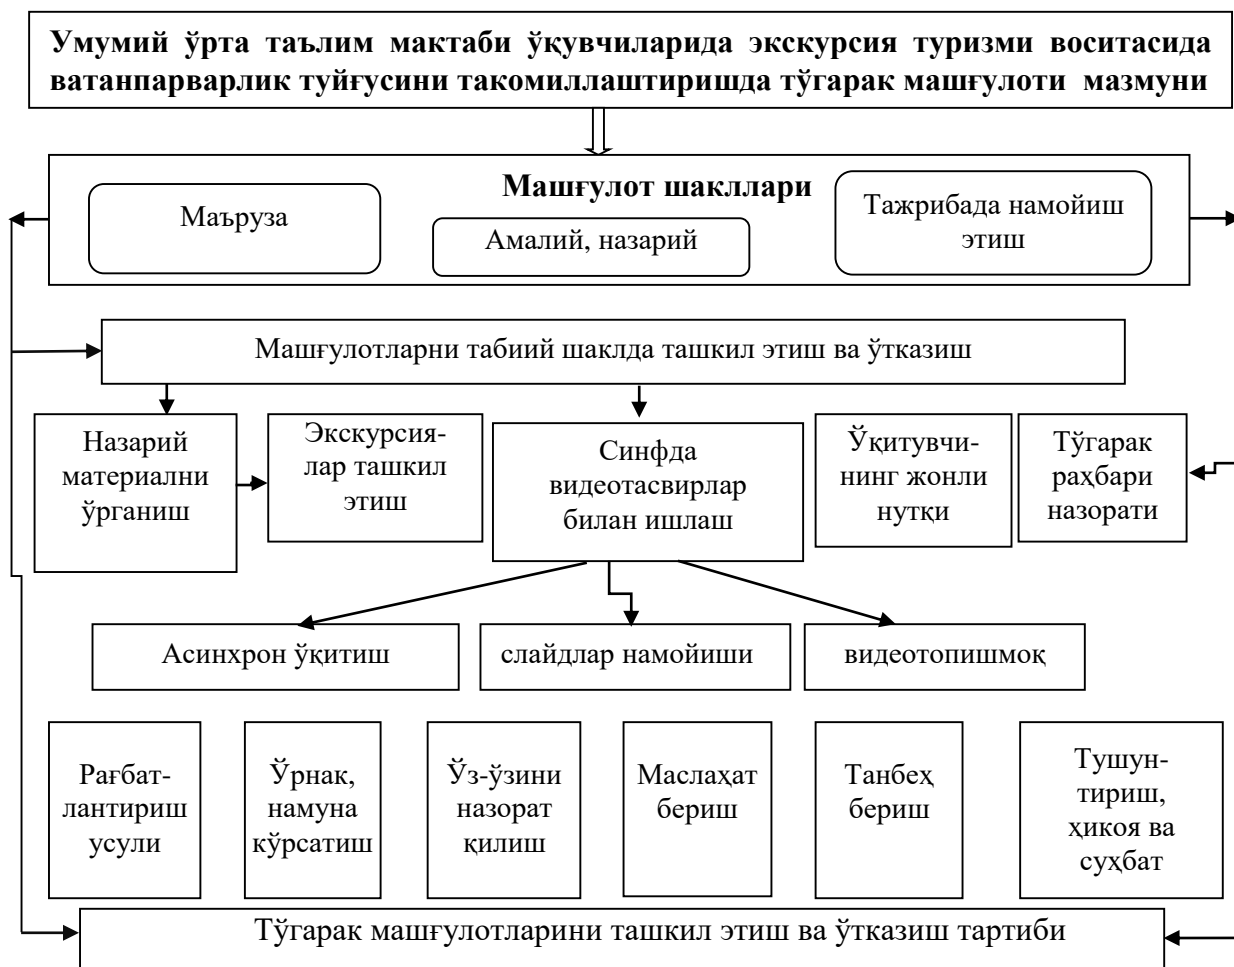 Умумий ўрта таълим мактаби ўқувчиларида экскурсия туризми воситасида
ватанпарварлик туйғусини такомиллаштиришда тўгарак машғулоти мазмуни
Машғулот шакллари
Маъруза
Амалий, назарий
Тажрибада намойиш
этиш
Машғулотларни табиий шаклда ташкил этиш ва ўтказиш
Назарий
материални
ўрганиш
Экскурсия-
лар ташкил
этиш
Синфда
видеотасвирлар
билан ишлаш
Ўқитувчи-
нинг жонли
нутқи
Тўгарак
раҳбари
назорати
Асинхрон ўқитиш
слайдлар намойиши
видеотопишмоқ
Рағбат-
лантириш
усули
Ўрнак,
намуна
кўрсатиш
Ўз-ўзини
назорат
қилиш
Маслаҳат
бериш
Танбеҳ
бериш
Тушун-
тириш,
ҳикоя ва
суҳбат
Тўгарак машғулотларини ташкил этиш ва ўтказиш тартиби